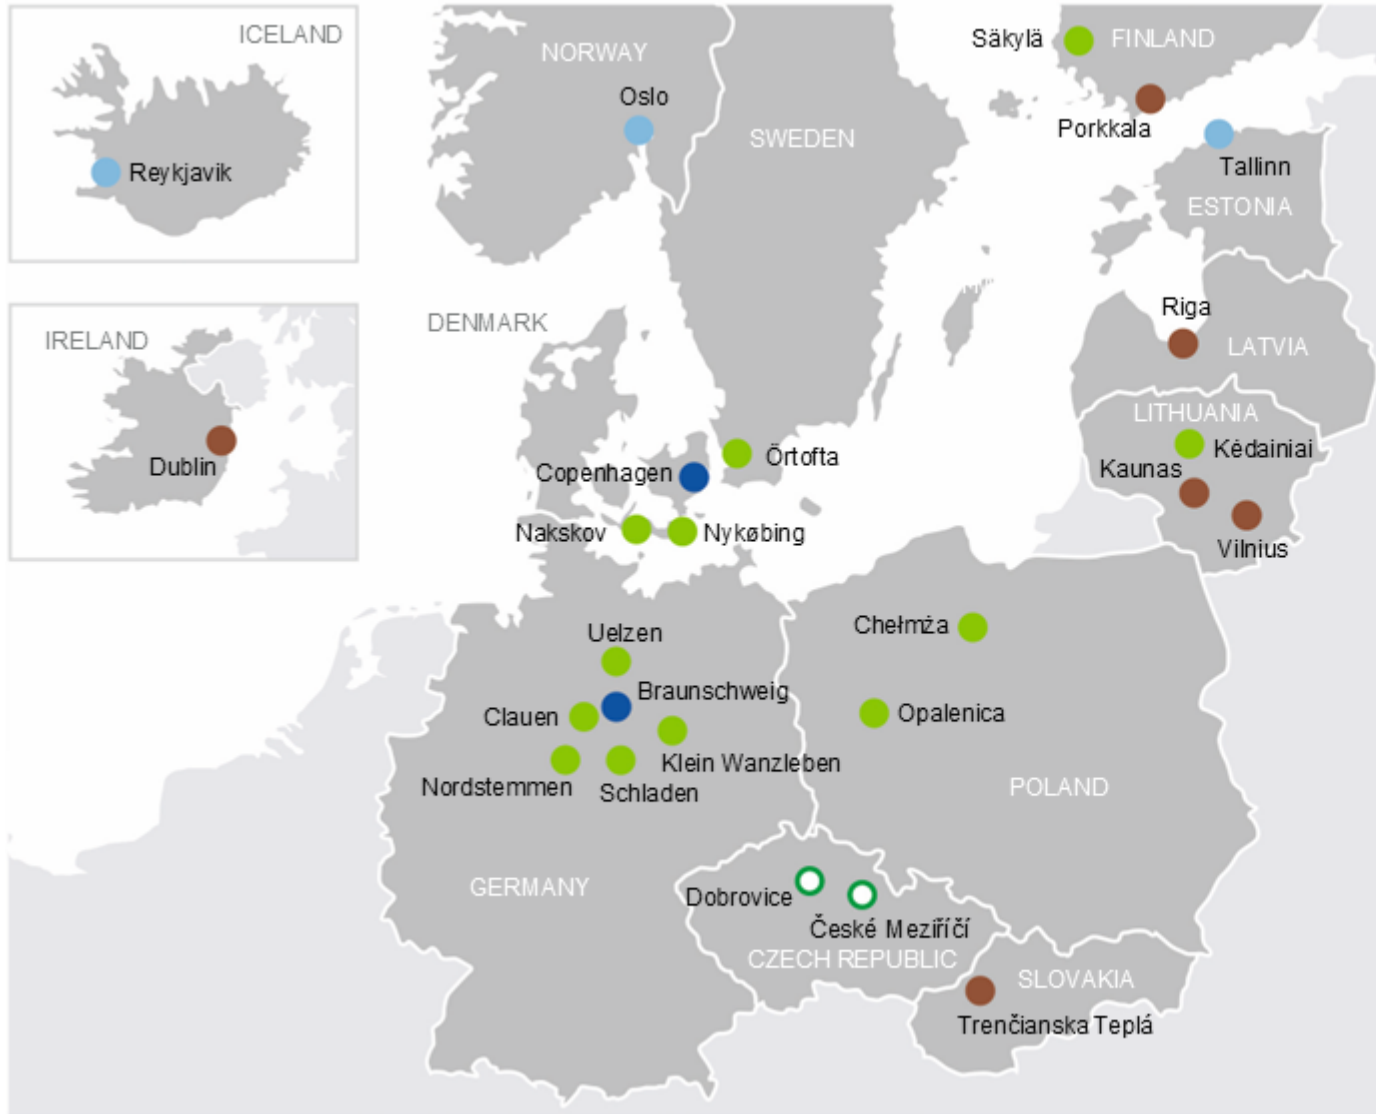 ICELAND
Reykjavik
IRELAND
Dublin
NORWAY
Oslo
SWEDEN
Säkylä
FINLAND
Porkkala
Tallinn
ESTONIA
Riga
LATVIA
DENMARK
LITHUANIA
Kédainiai
Kaunas
Vilnius
Copenhagen
Örtofta
Nakskov
Nykøbing
Uelzen
Braunschweig
Clauen
Klein Wanzleben
Nordstemmen
Schladen
GERMANY
Chełmża
Opalenica
POLAND
Dobrovice
České Meziříčí
CZECH REPUBLIC
SLOVAKIA
Trenčianska Teplá